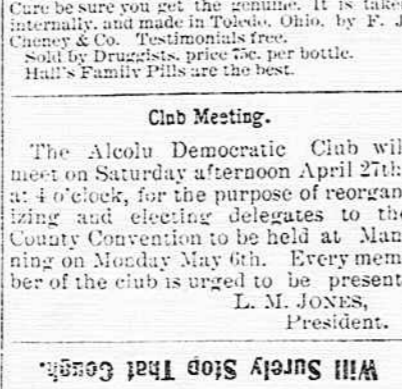 Cure be sure you get the genuine. It is taken
internally. and made in Toledo. Ohio. by F. J
Cheney & Co. Testimonials free.
Sold by Druggists. price 75c. per bottle.
Hall's Family Pills are the best.
Club Meeting.
The Alcolu Democratic Club will
meet on Saturday afternoon April 27th
at 4 o'clock, for the purpose of reorgan
izing and electing delegates to the
County Convention to be held at Man
ning on Monday May 6th. Every mem
ber of the club is urged to be present
L. M. JONES,
President.
Will Surely Stop That Cough.